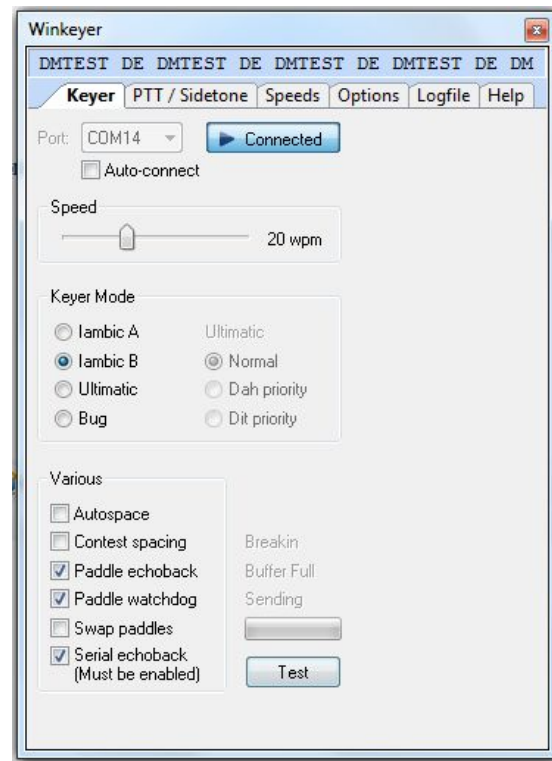 Winkeyer
DMTEST DE DMTEST DE DMTEST DE DMTEST DE DM
Keyer PTT / Sidetone Speeds Options Logfile Help
Port: COM14 Connected
Auto-connect
Speed
20 wpm
Keyer Mode
Iambic A Ultimatic
Iambic B Normal
Ultimatic Dah priority
Bug Dit priority
Various
Autospace
Contest spacing Breakin
Paddle echoback Buffer Full
Paddle watchdog Sending
Swap paddles
Serial echoback
(Must be enabled) Test